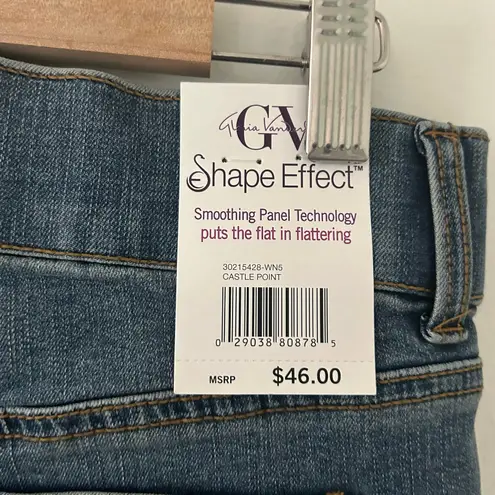 GV
Gloria Vander
Shape Effect™
Smoothing Panel Technology
puts the flat in flattering
30215428-WN5
CASTLE POINT
0 29038 80878 5
MSRP $46.00